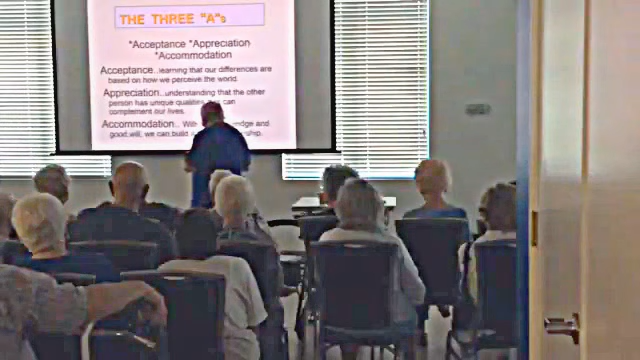 THE THREE "A"s
*Acceptance *Appreciation
*Accommodation
Acceptance..learning that our differences are
based on how we perceive the world.
Appreciation..understanding that the other
person has unique qualities can
complement our lives.
Accommodation.. With
good will, we can build